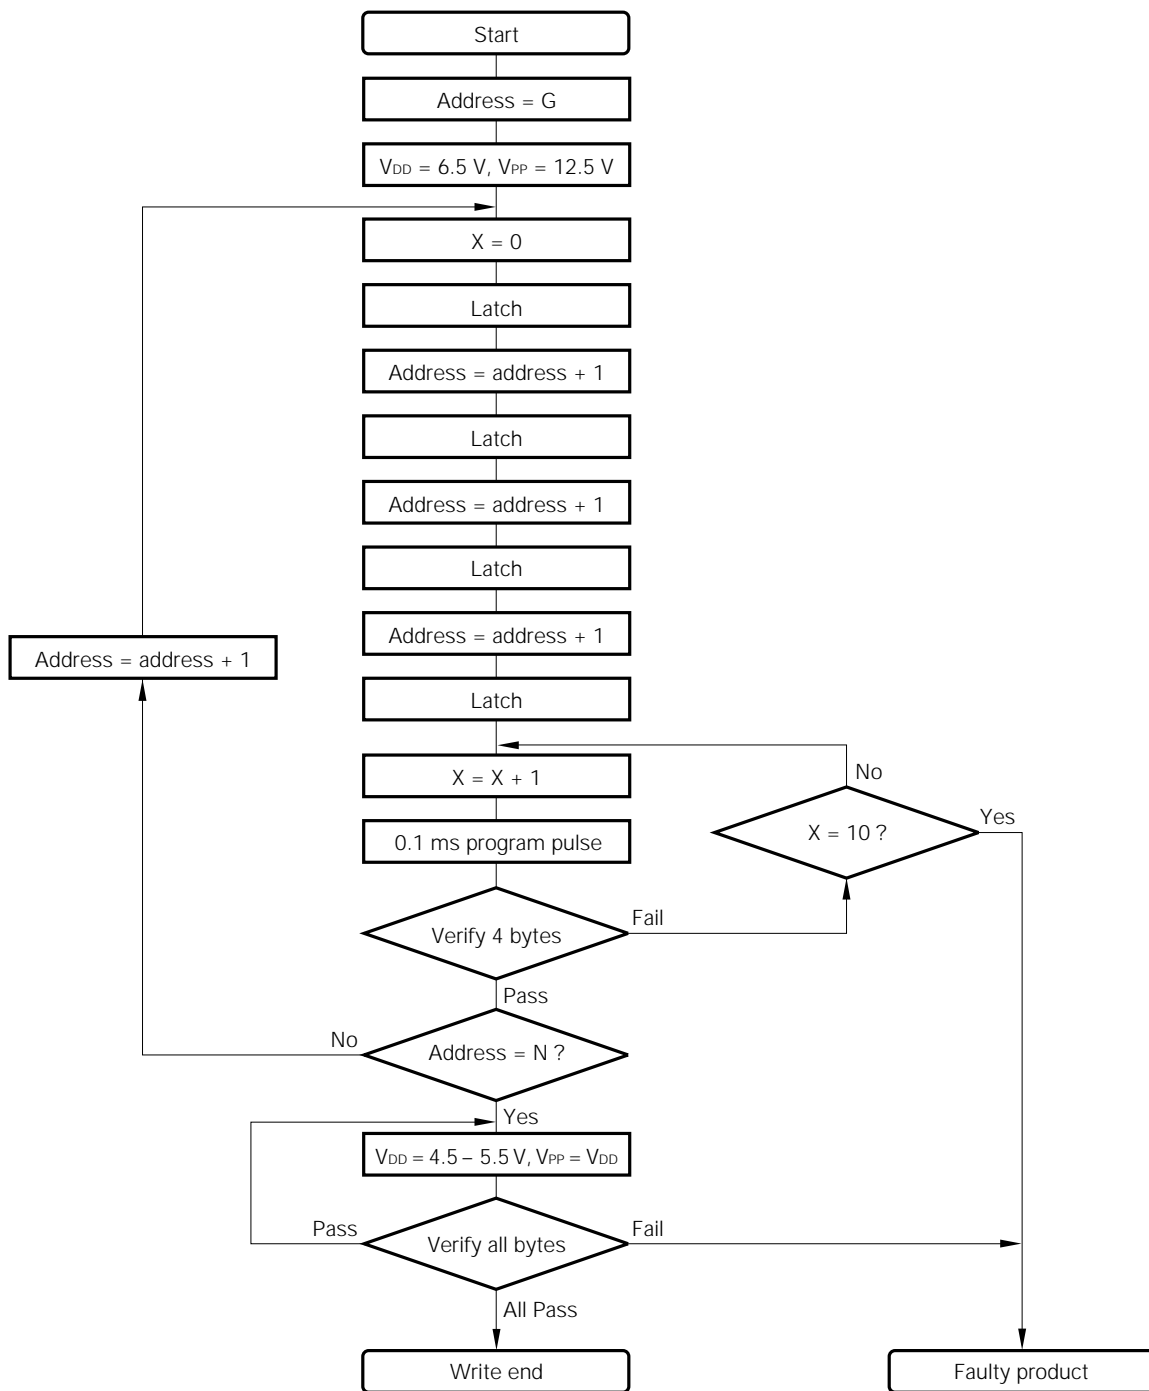 Start
Address = G
VDD = 6.5 V, VPP = 12.5 V
X = 0
Latch
Address = address + 1
Latch
Address = address + 1
Latch
Address = address + 1
Address = address + 1
Latch
X = X + 1
No
X = 10 ?
Yes
0.1 ms program pulse
Verify 4 bytes
Fail
Pass
No
Address = N ?
Yes
VDD = 4.5 – 5.5 V, VPP = VDD
Pass
Verify all bytes
Fail
All Pass
Write end
Faulty product